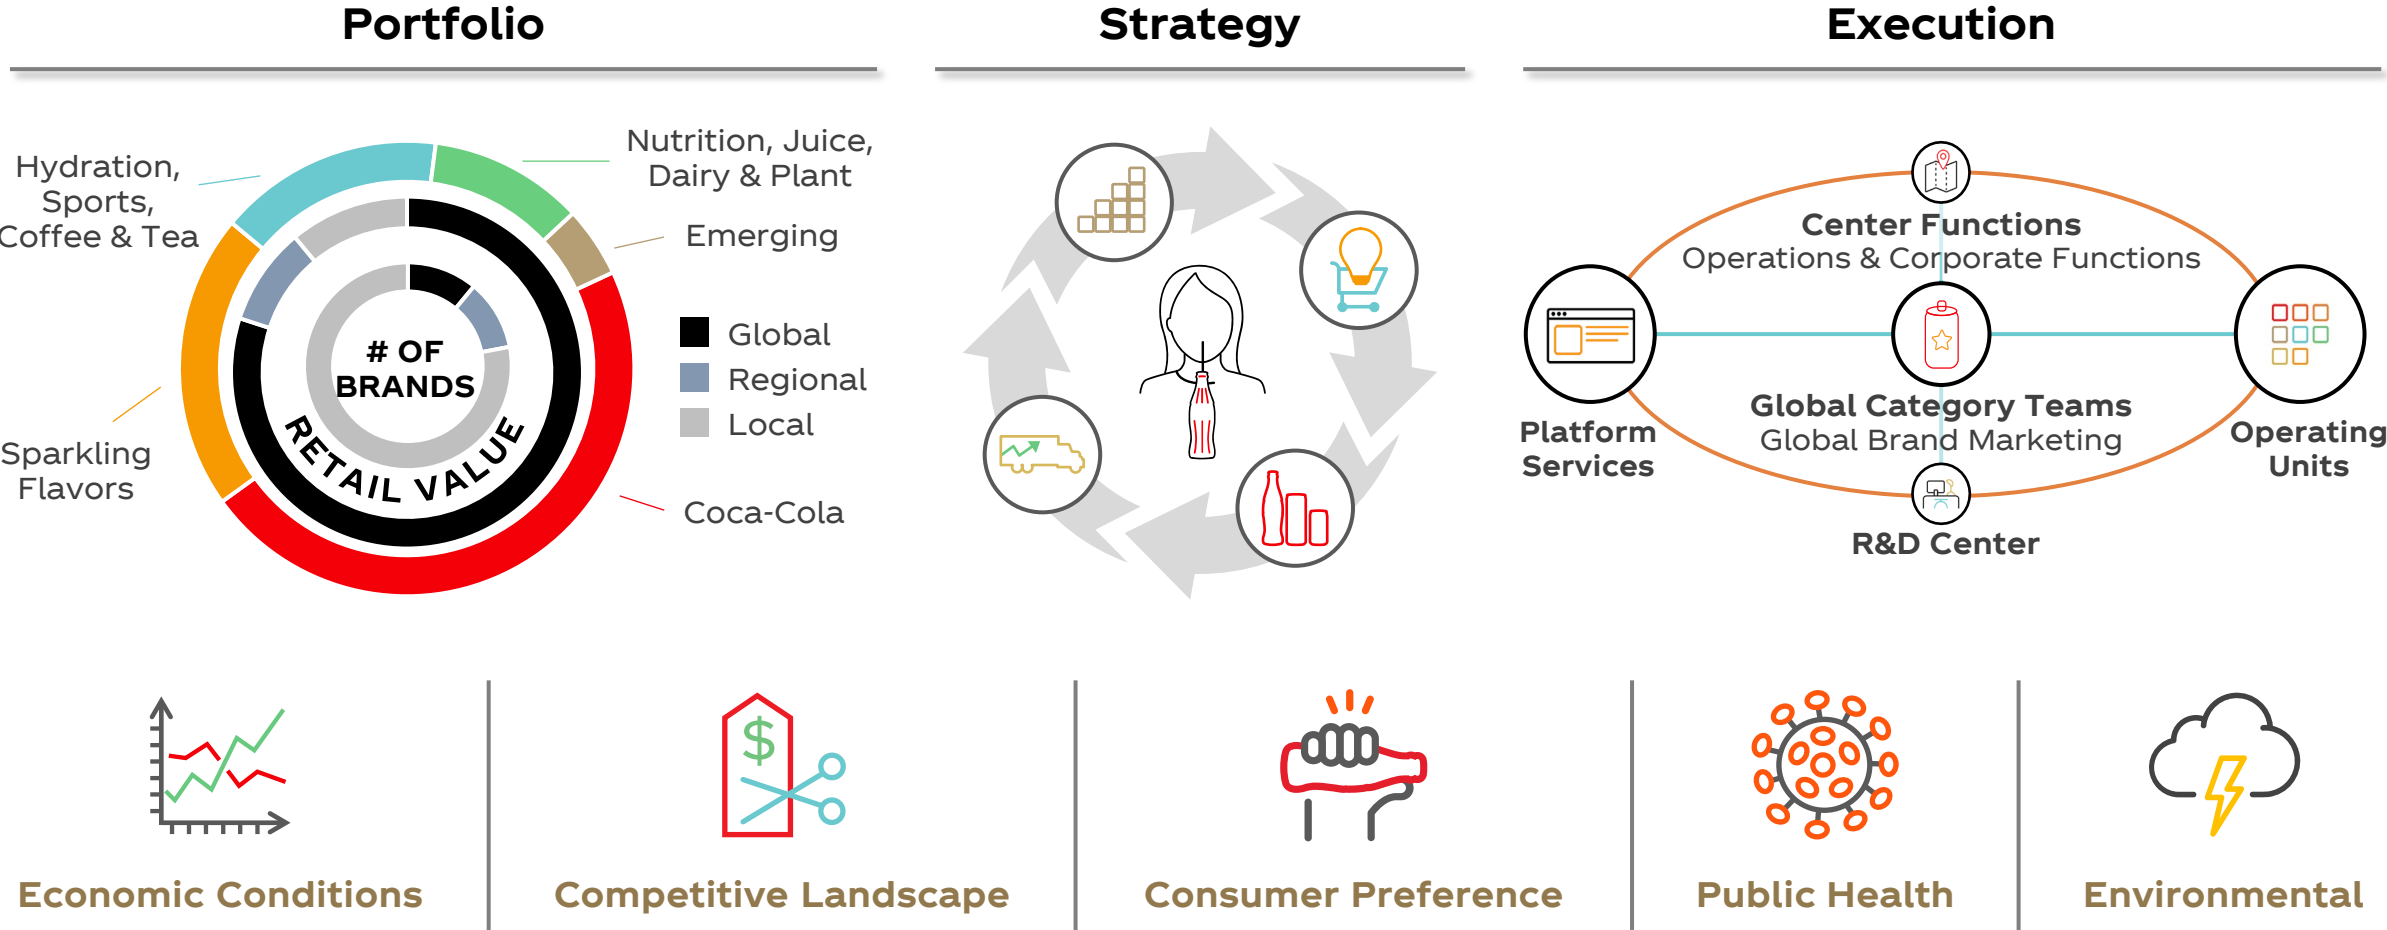 Portfolio
Strategy
Execution
Hydration,
Sports,
Coffee & Tea
Nutrition, Juice,
Dairy & Plant
Emerging
Global
Regional
Local
# OF
BRANDS
RETAIL VALUE
Sparkling
Flavors
Coca-Cola
$
Center Functions
Operations & Corporate Functions
Global Category Teams
Global Brand Marketing
Platform
Services
Operating
Units
R&D Center
Economic Conditions
Competitive Landscape
Consumer Preference
Public Health
Environmental